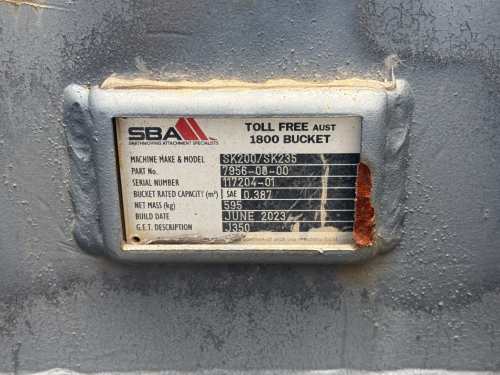 SBA
EARTHMOVING ATTACHMENT SPECIALISTS
TOLL FREE AUST
1800 BUCKET
MACHINE MAKE & MODEL SK200/SK235
PART No. 7956-08-00
SERIAL NUMBER 117204-01
BUCKET RATED CAPACITY (m³) SAE 0.387
NET MASS (kg) 595
BUILD DATE JUNE 2023
G.E.T. DESCRIPTION J350